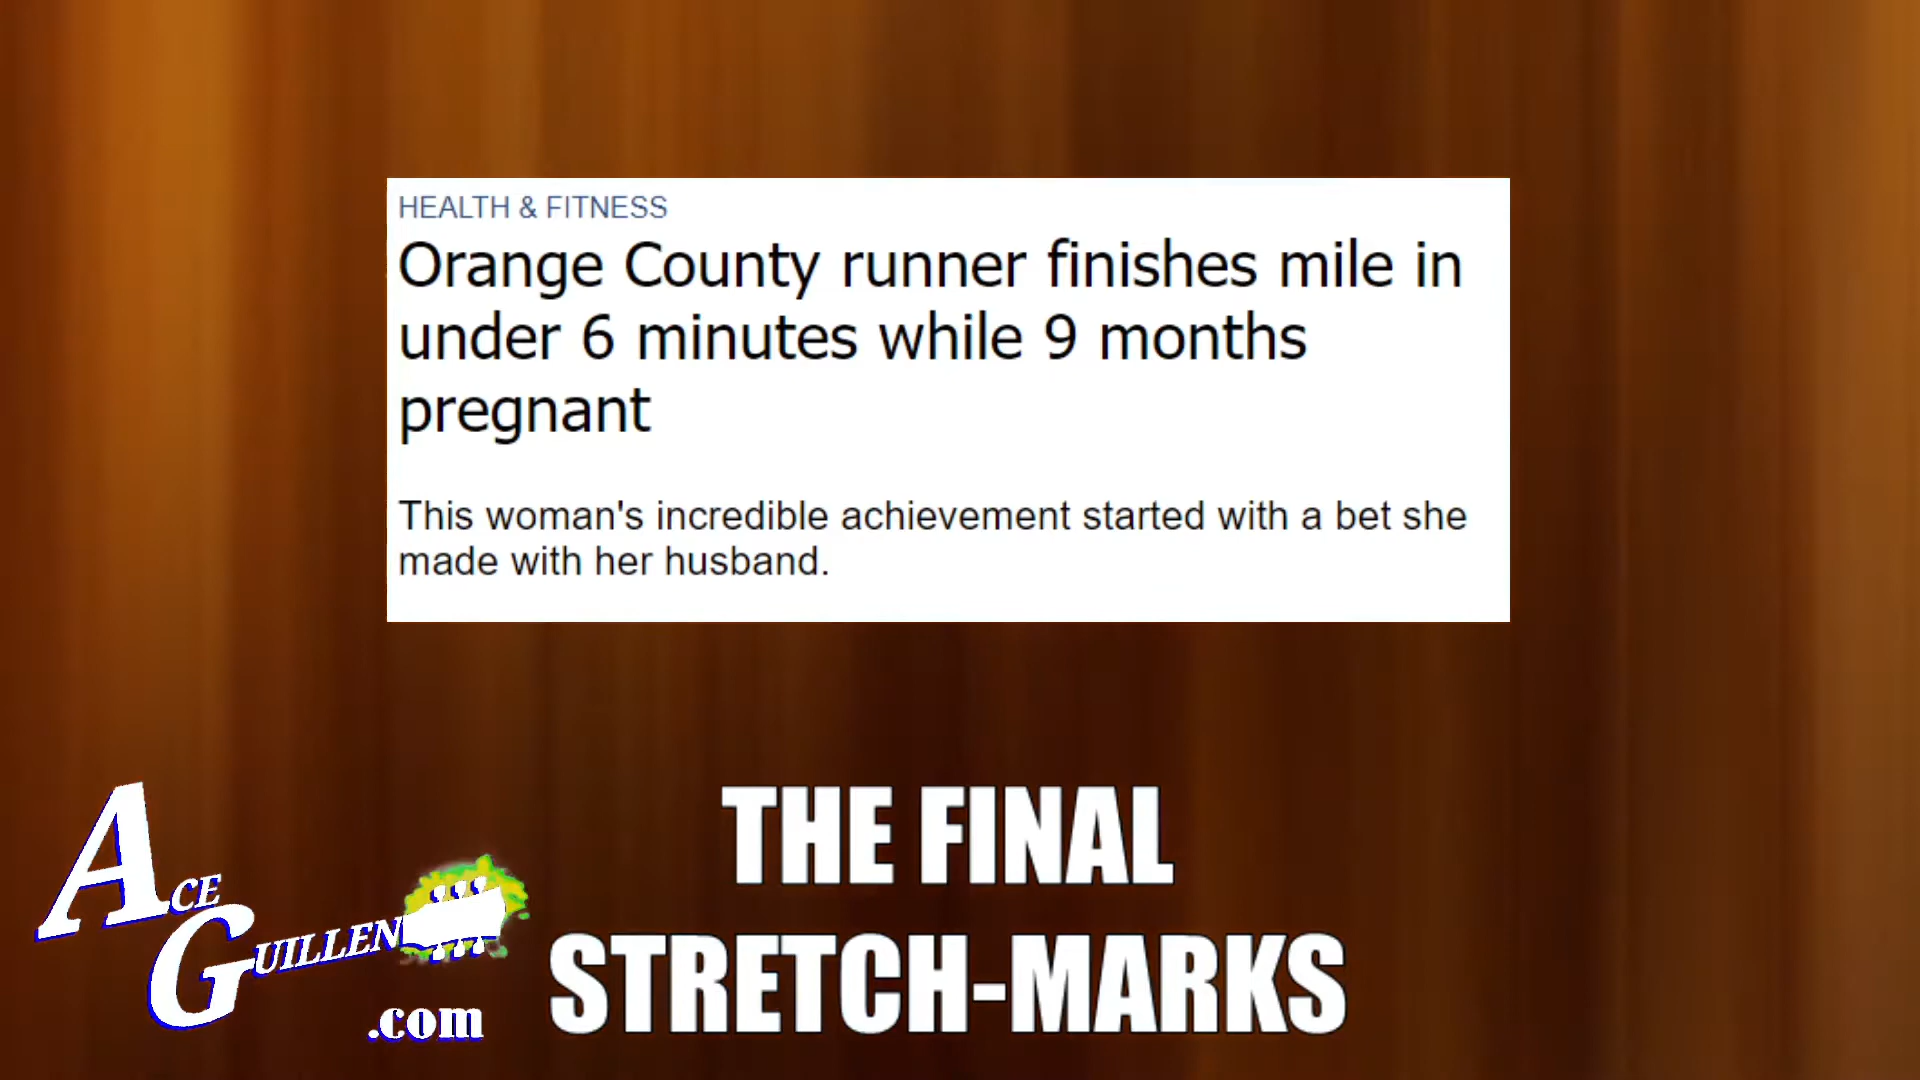 HEALTH & FITNESS
Orange County runner finishes mile in
under 6 minutes while 9 months
pregnant
This woman's incredible achievement started with a bet she
made with her husband.
THE FINAL
STRETCH-MARKS
ACE
GUILLEN
.com